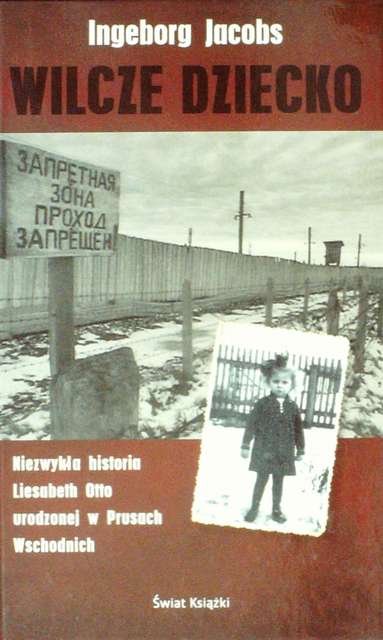 Ingeborg Jacobs
WILCZE DZIECKO
ЗАПРЕТНАЯ
ЗОНА
ПРОХОД
ЗАПРЕЩЕН!
Niezwykła historia
Liesabeth Otto
urodzonej w Prusach
Wschodnich
Świat Książki